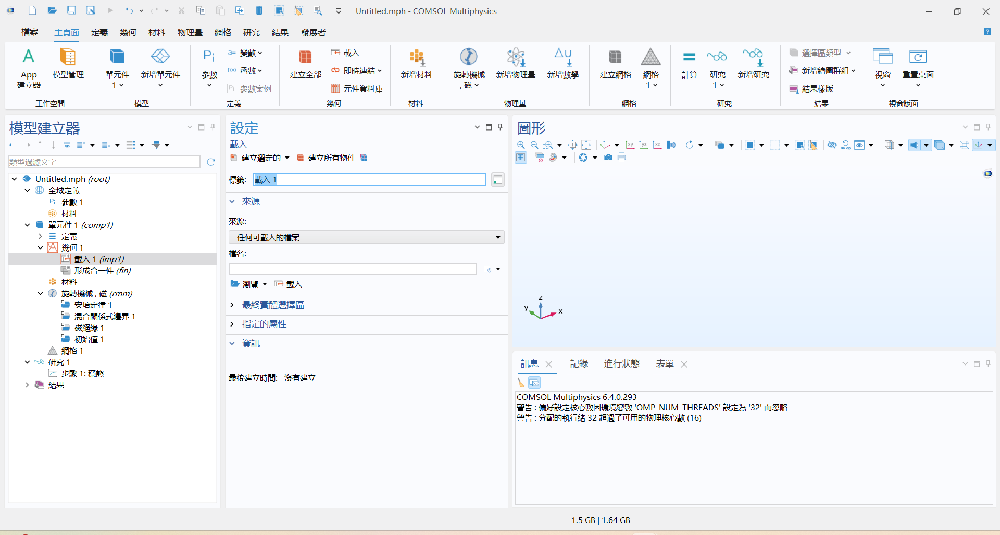 Untitled.mph - COMSOL Multiphysics
檔案 主頁面 定義 幾何 材料 物理量 網格 研究 結果 發展者
App
建立器
模型管理
工作空間
單元件
1
新增單元件
模型
Pi
參數
a= 變數
f(x) 函數
Pi 參數案例
定義
建立全部
載入
即時連結
元件資料庫
幾何
新增材料
材料
旋轉機械
, 磁
新增物理量
ΔU
新增數學
物理量
建立網格
網格
1
網格
計算
研究
1
新增研究
研究
選擇區類型
新增繪圖群組
結果樣版
結果
視窗
重置桌面
視窗版面
模型建立器
類型過濾文字
Untitled.mph (root)
全域定義
Pi 參數 1
材料
單元件 1 (comp1)
定義
幾何 1
載入 1 (imp1)
形成合一件 (fin)
材料
旋轉機械 , 磁 (rmm)
安培定律 1
混合關係式邊界 1
磁絕緣 1
初始值 1
網格 1
研究 1
步驟 1: 穩態
結果
設定
載入
建立選定的 建立所有物件
標籤: 載入 1
來源
來源:
任何可載入的檔案
檔名:
瀏覽 載入
最終實體選擇區
指定的屬性
資訊
最後建立時間: 沒有建立
圖形
xy yz xz
z
y
x
訊息 記錄 進行狀態 表單
COMSOL Multiphysics 6.4.0.293
警告 : 偏好設定核心數因環境變數 'OMP_NUM_THREADS' 設定為 '32' 而忽略
警告 : 分配的執行緒 32 超過了可用的物理核心數 (16)
1.5 GB | 1.64 GB